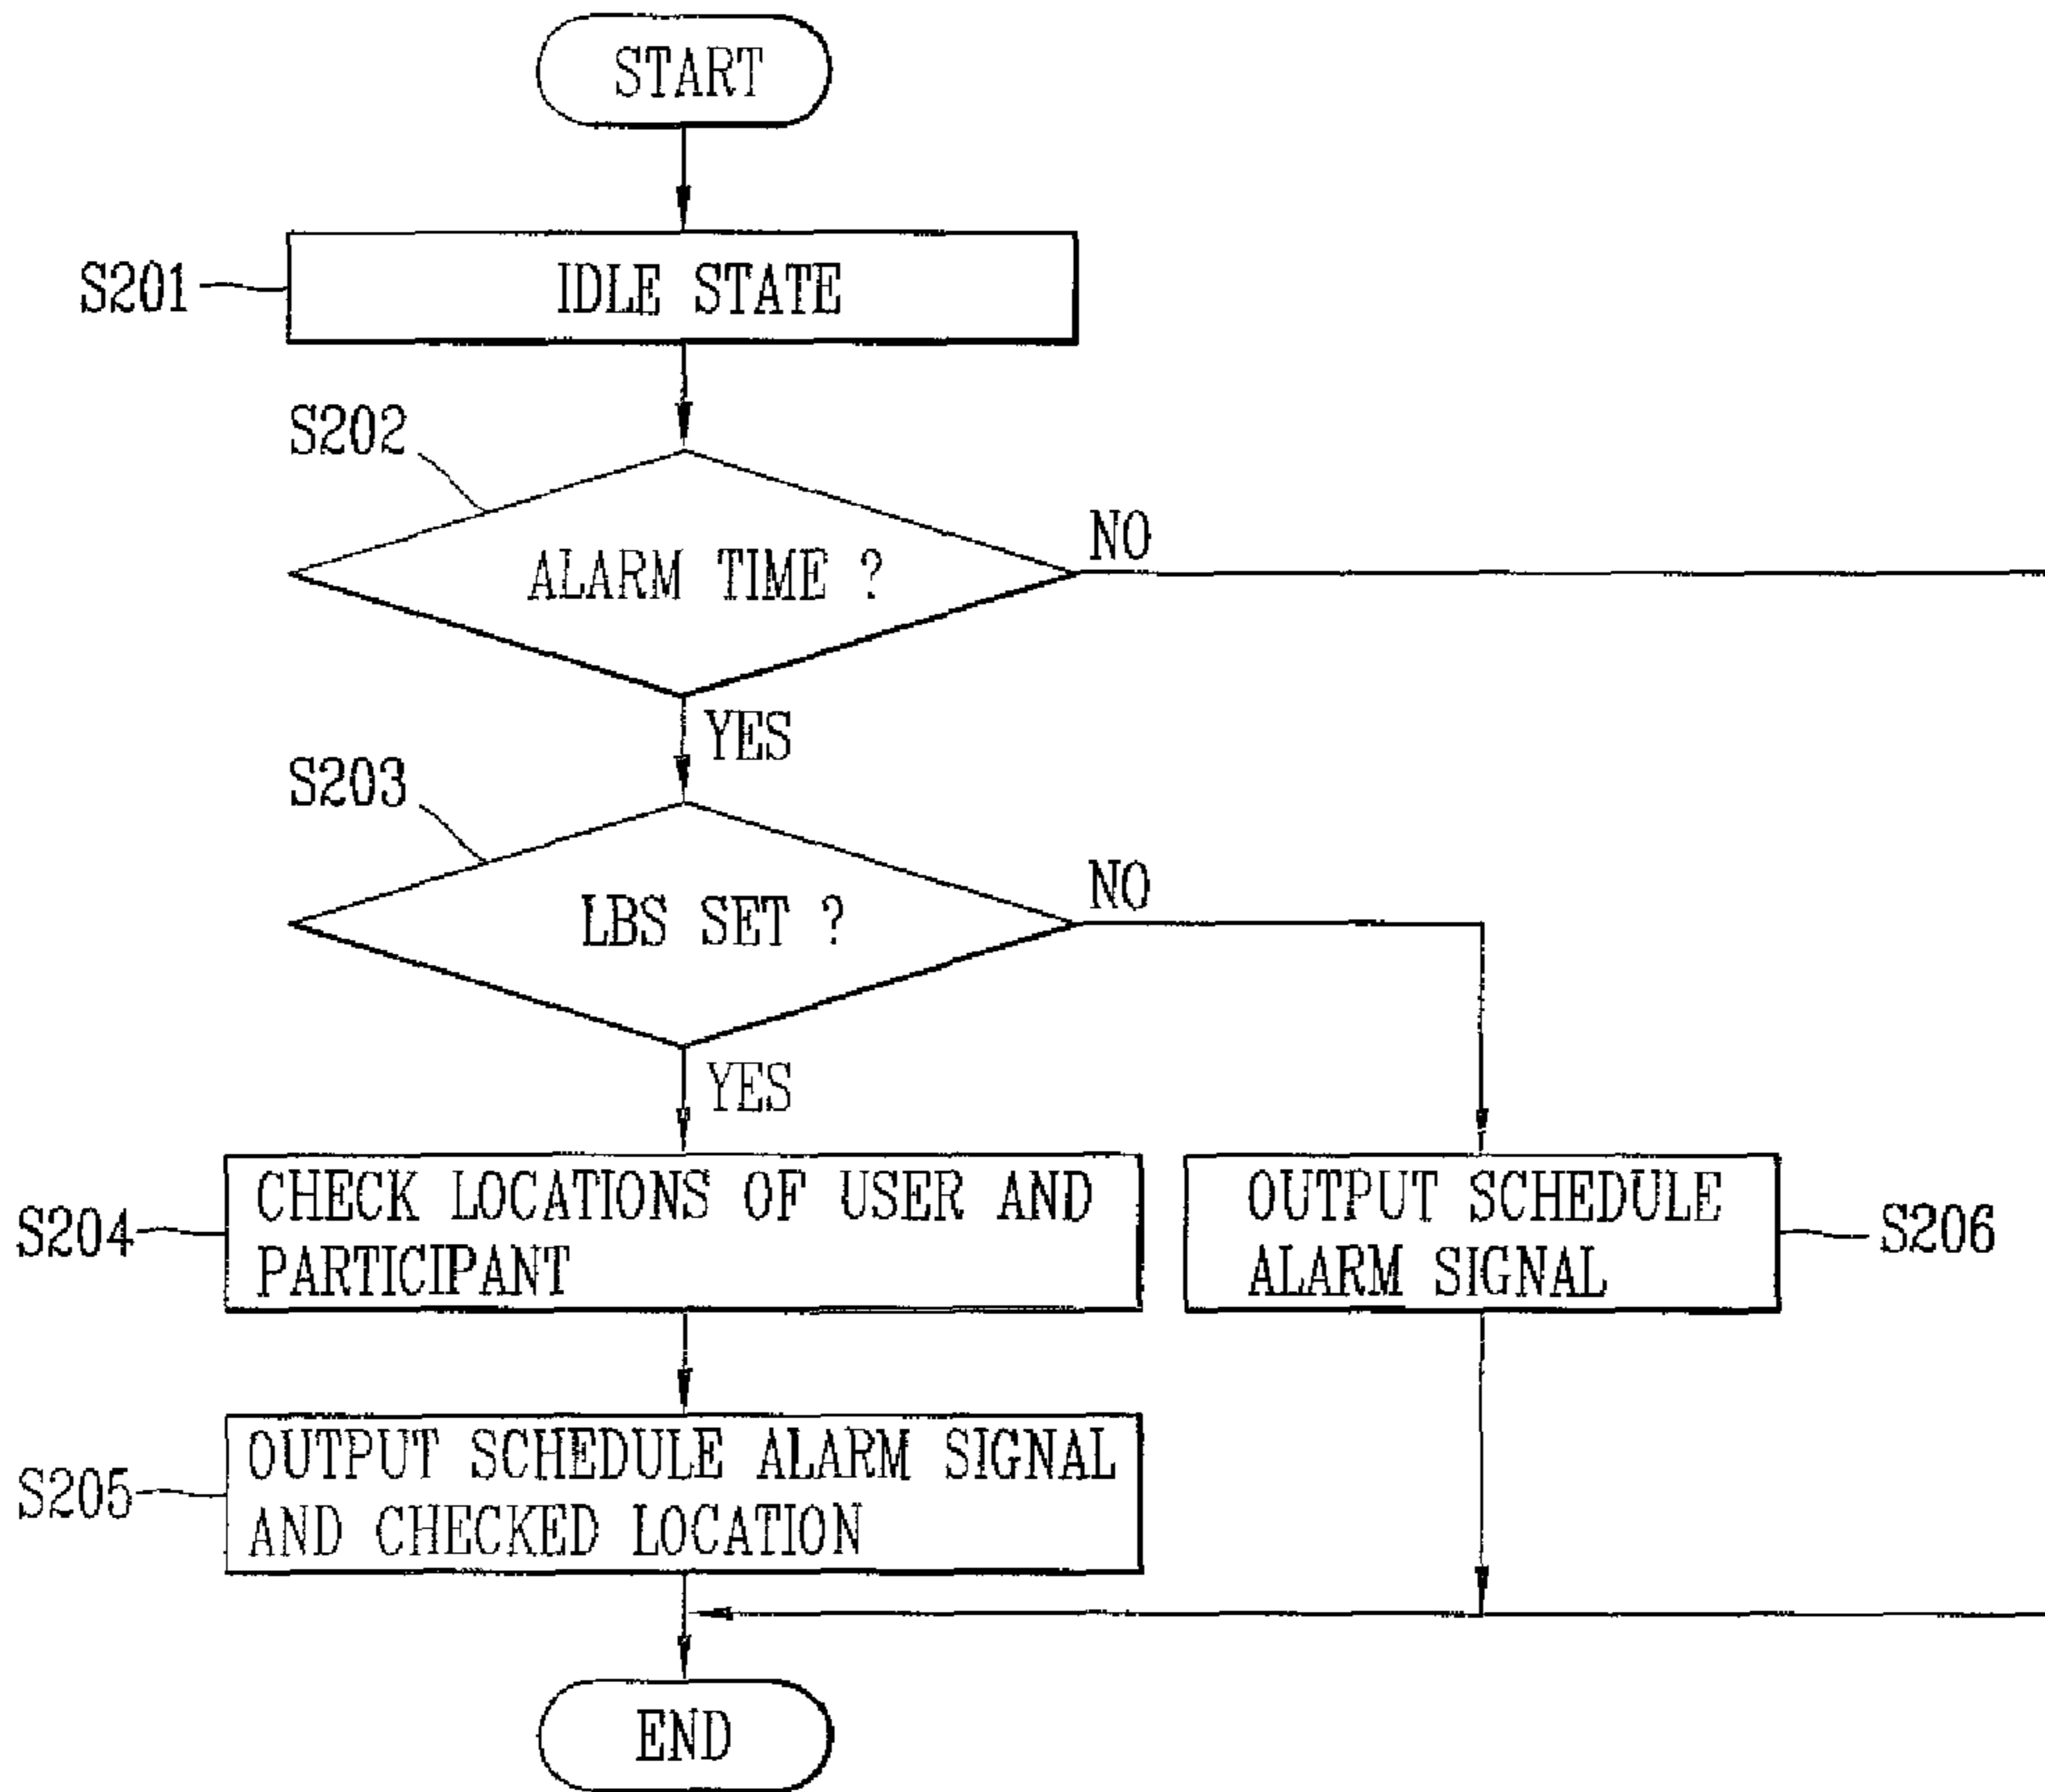 START
S201
IDLE STATE
S202
ALARM TIME ?
NO
YES
S203
LBS SET ?
NO
YES
S204
CHECK LOCATIONS OF USER AND
PARTICIPANT
OUTPUT SCHEDULE
ALARM SIGNAL
S206
S205
OUTPUT SCHEDULE ALARM SIGNAL
AND CHECKED LOCATION
END